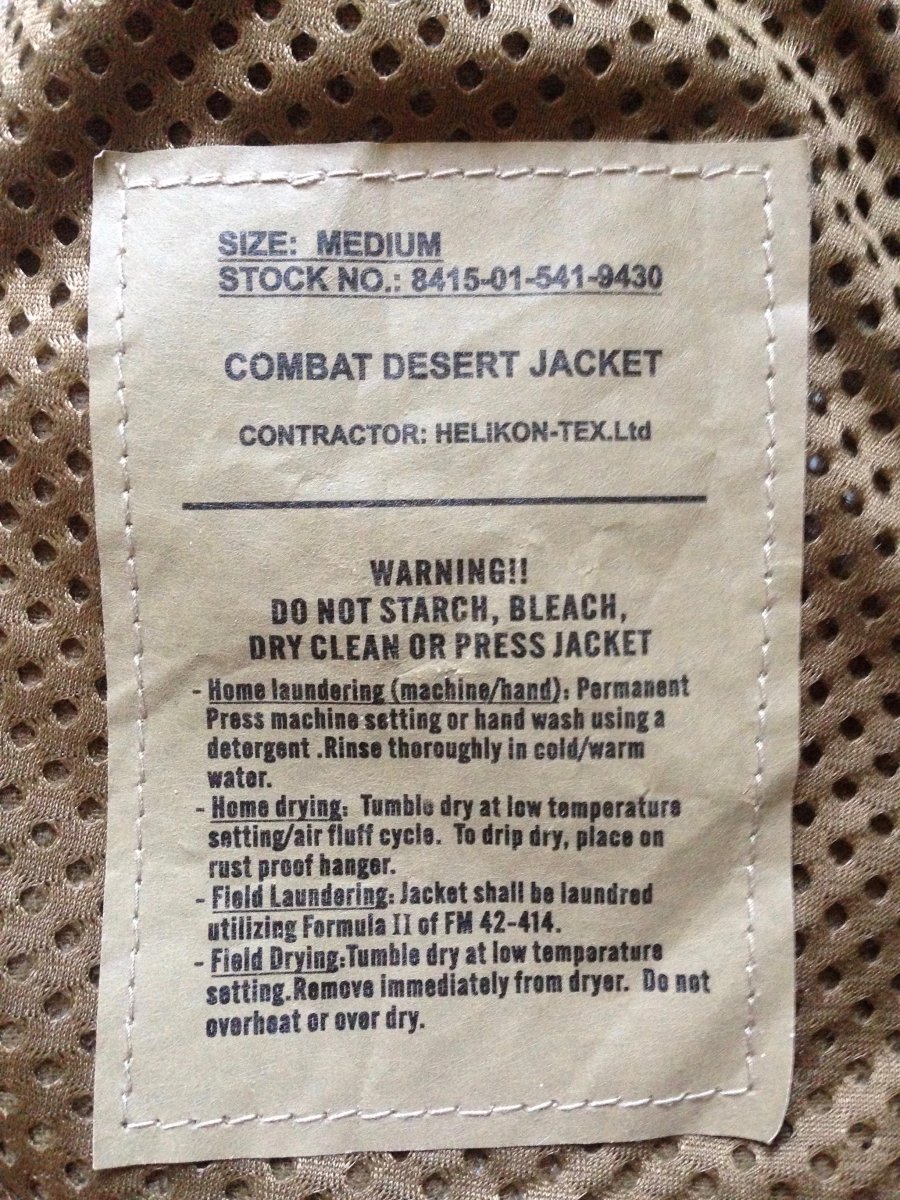 SIZE: MEDIUM
STOCK NO.: 8415-01-541-9430
COMBAT DESERT JACKET
CONTRACTOR: HELiKON-TEX.Ltd
WARNING!!
DO NOT STARCH, BLEACH,
DRY CLEAN OR PRESS JACKET
- Home laundering (machine/hand): Permanent
Press machine setting or hand wash using a
detergent .Rinse thoroughly in cold/warm
water.
- Home drying: Tumble dry at low temperature
setting/air fluff cycle. To drip dry, place on
rust proof hanger.
- Field Laundering: Jacket shall be laundred
utilizing Formula II of FM 42-414.
- Field Drying:Tumble dry at low temparature
setting.Remove immediately from dryer. Do not
overheat or over dry.